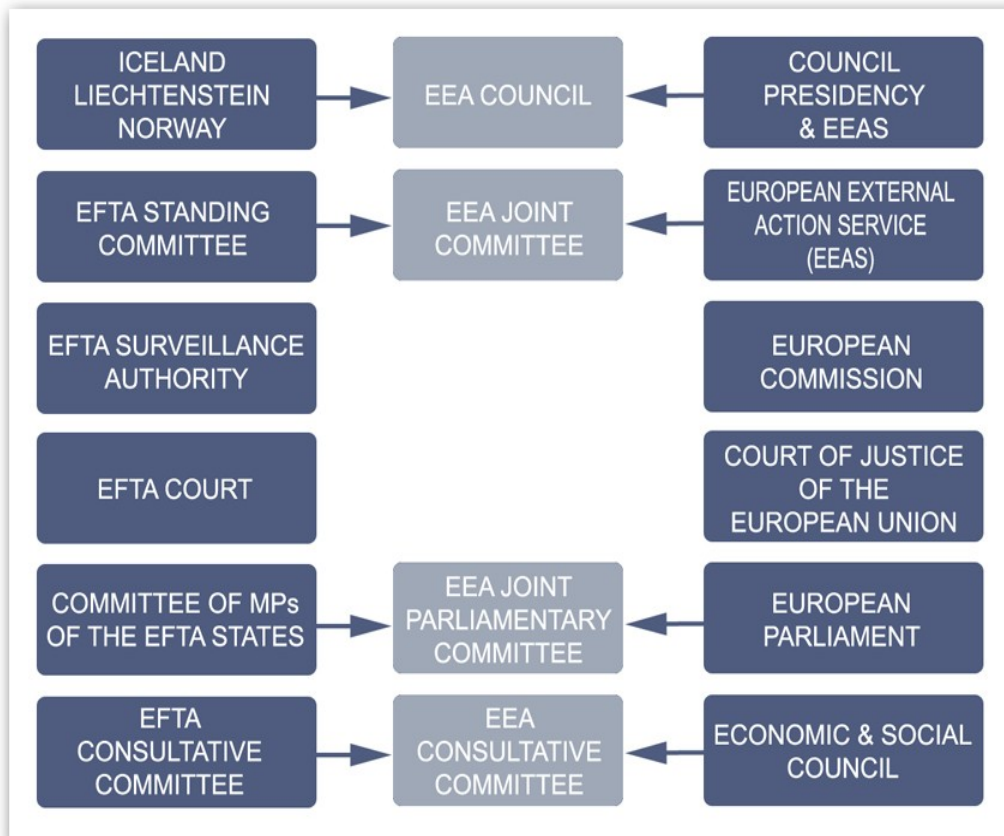 ICELAND
LIECHTENSTEIN
NORWAY
EEA COUNCIL
COUNCIL
PRESIDENCY
& EEAS
EFTA STANDING
COMMITTEE
EEA JOINT
COMMITTEE
EUROPEAN EXTERNAL
ACTION SERVICE
(EEAS)
EFTA SURVEILLANCE
AUTHORITY
EUROPEAN
COMMISSION
EFTA COURT
COURT OF JUSTICE
OF THE
EUROPEAN UNION
COMMITTEE OF MPs
OF THE EFTA STATES
EEA JOINT
PARLIAMENTARY
COMMITTEE
EUROPEAN
PARLIAMENT
EFTA
CONSULTATIVE
COMMITTEE
EEA
CONSULTATIVE
COMMITTEE
ECONOMIC & SOCIAL
COUNCIL